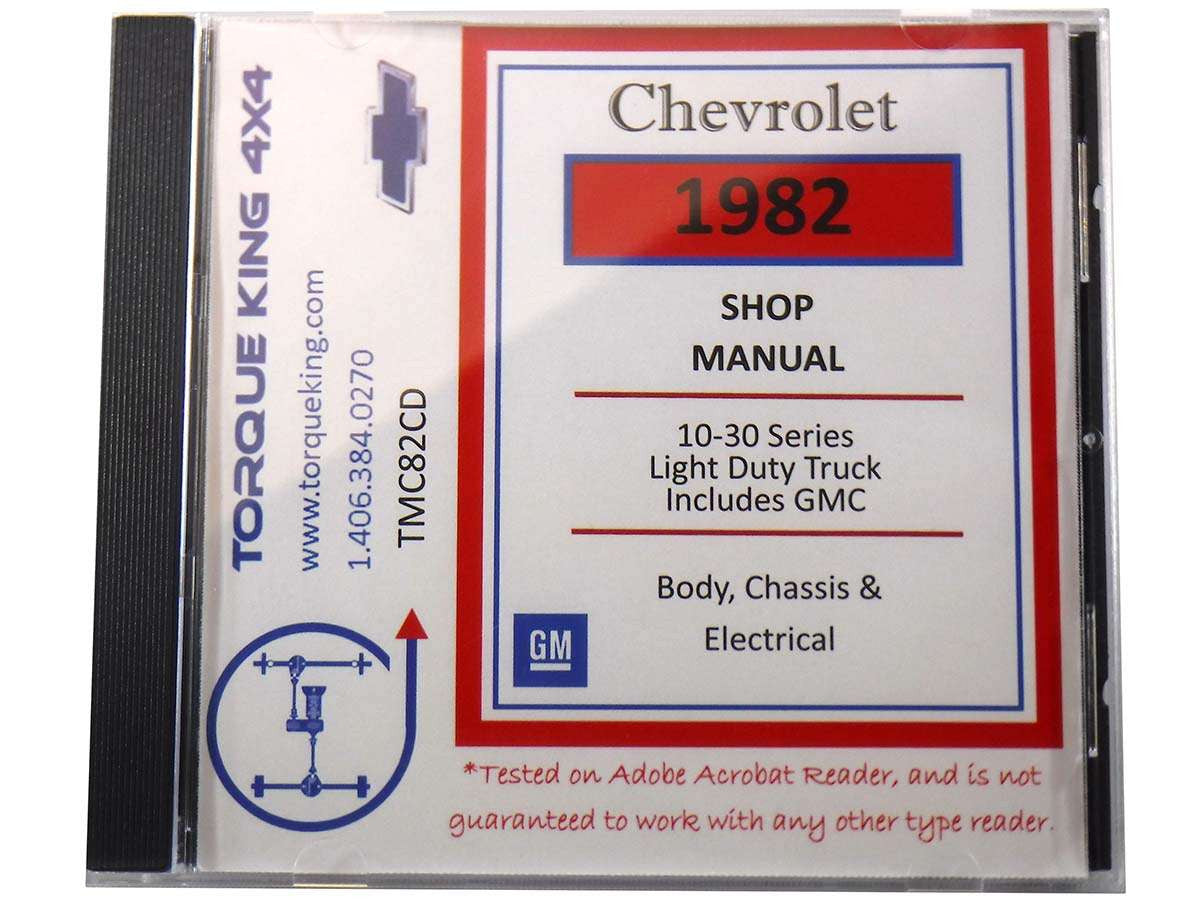 TORQUE KING 4X4
www.torqueking.com
1.406.384.0270
TMC82CD
Chevrolet
1982
SHOP
MANUAL
10-30 Series
Light Duty Truck
Includes GMC
Body, Chassis &
Electrical
GM
*Tested on Adobe Acrobat Reader, and is not
guaranteed to work with any other type reader.